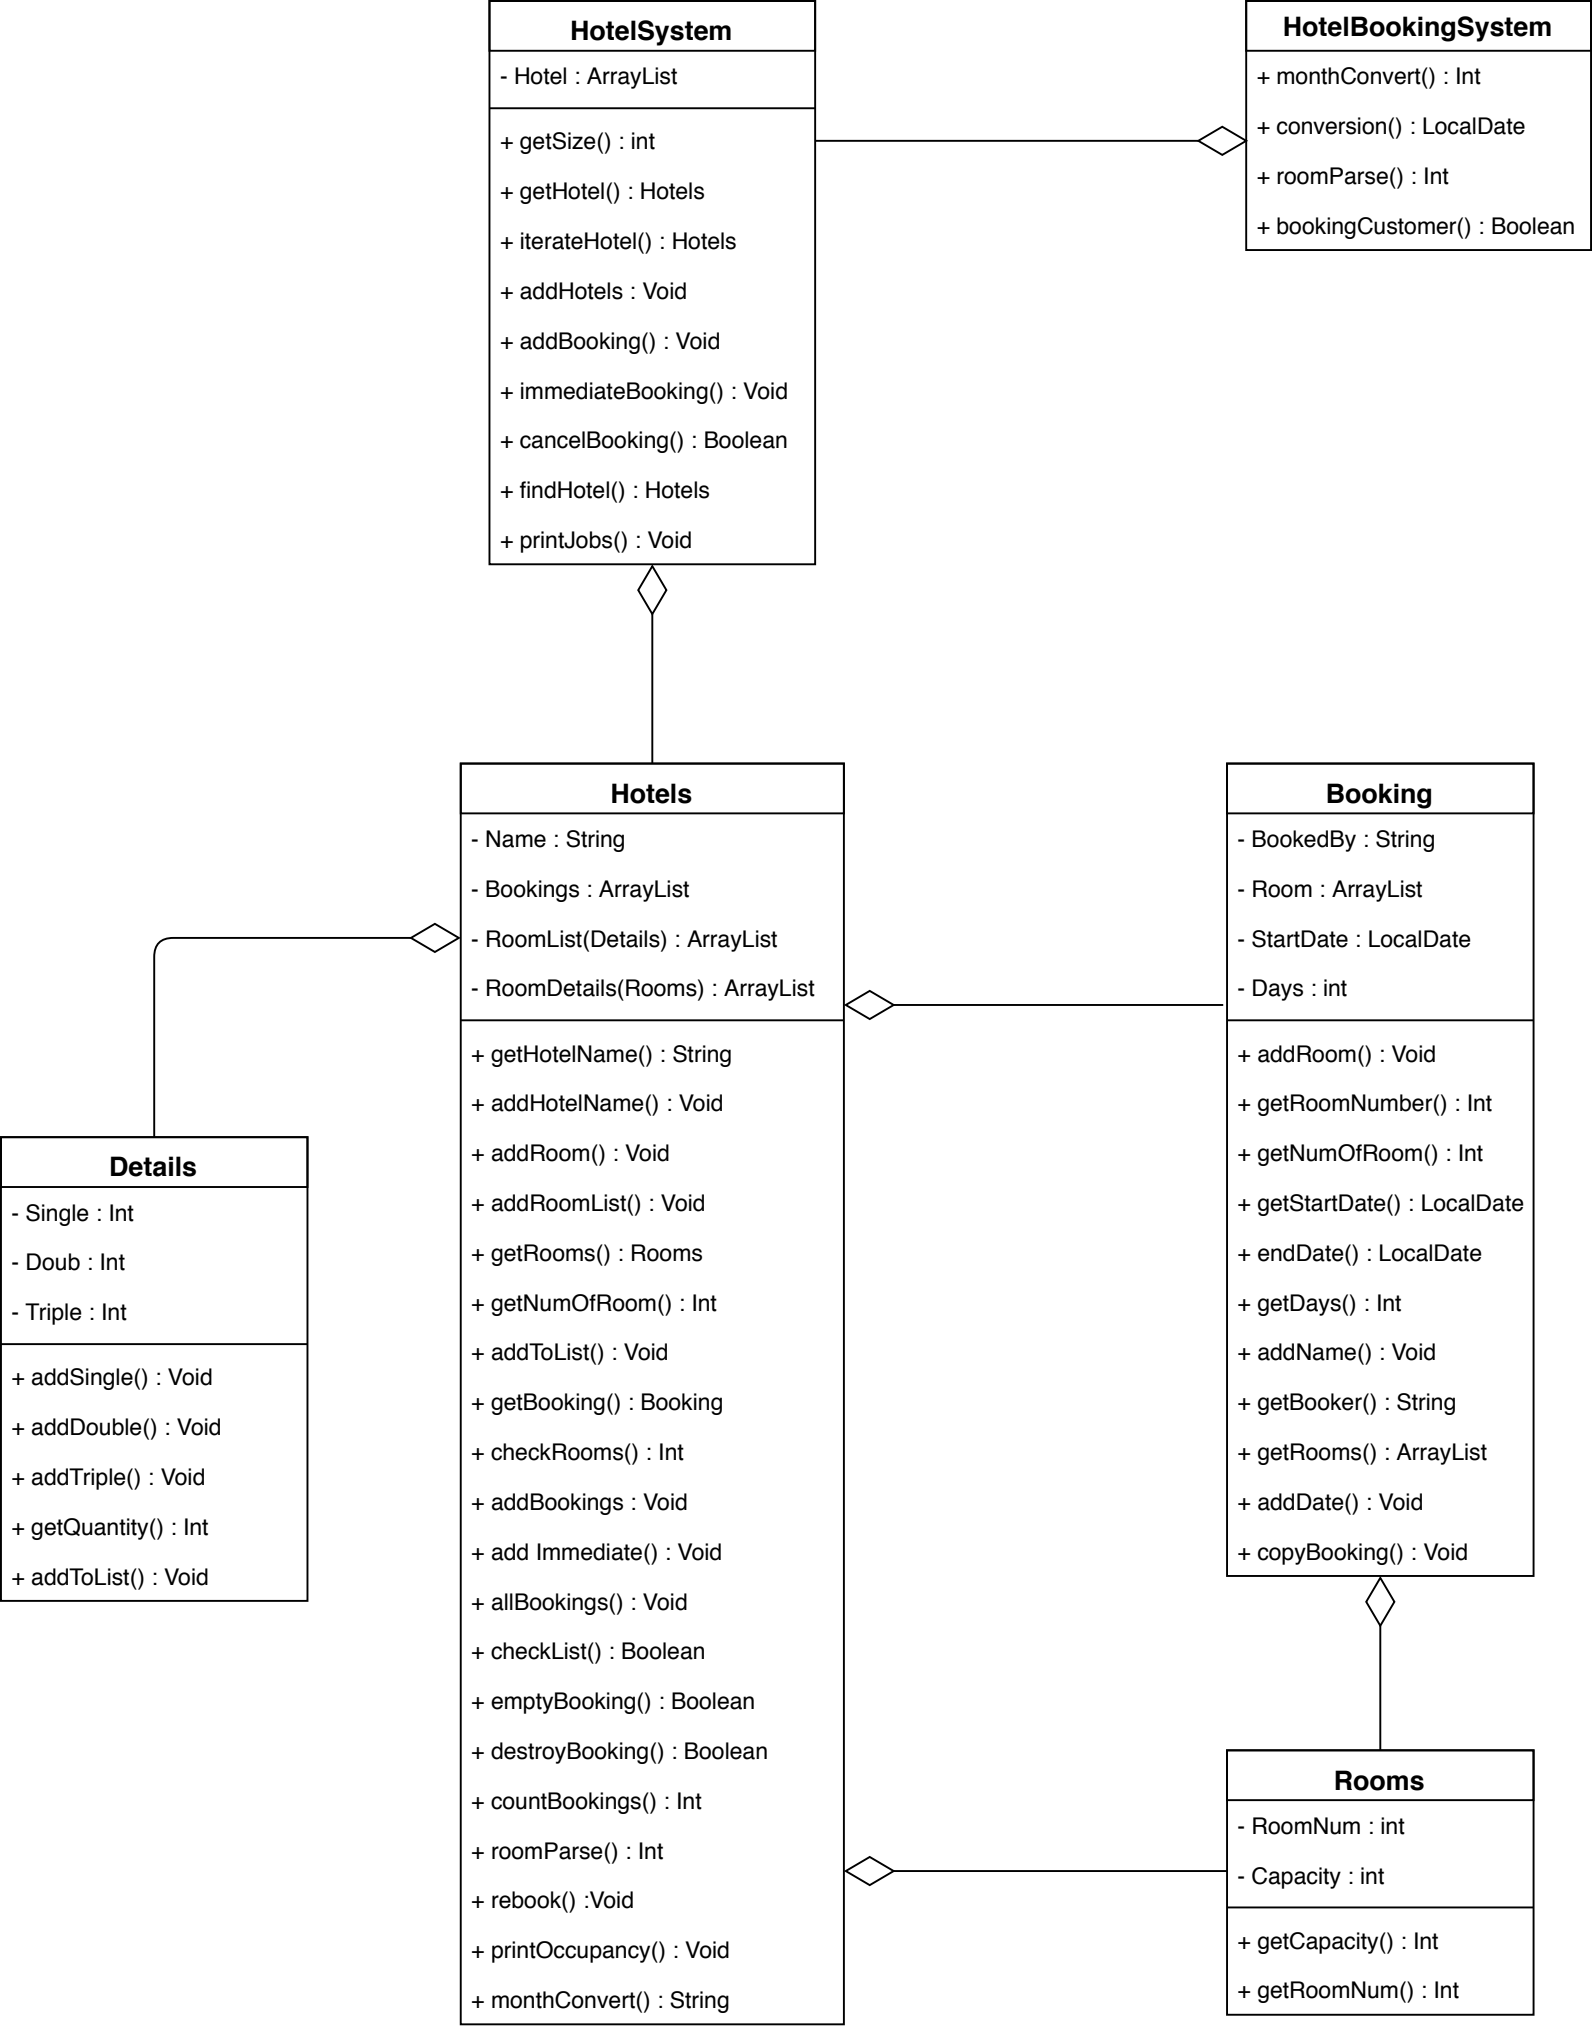 HotelSystem
- Hotel : ArrayList
+ getSize() : int
+ getHotel() : Hotels
+ iterateHotel() : Hotels
+ addHotels : Void
+ addBooking() : Void
+ immediateBooking() : Void
+ cancelBooking() : Boolean
+ findHotel() : Hotels
+ printJobs() : Void
HotelBookingSystem
+ monthConvert() : Int
+ conversion() : LocalDate
+ roomParse() : Int
+ bookingCustomer() : Boolean
Hotels
- Name : String
- Bookings : ArrayList
- RoomList(Details) : ArrayList
- RoomDetails(Rooms) : ArrayList
+ getHotelName() : String
+ addHotelName() : Void
+ addRoom() : Void
+ addRoomList() : Void
+ getRooms() : Rooms
+ getNumOfRoom() : Int
+ addToList() : Void
+ getBooking() : Booking
+ checkRooms() : Int
+ addBookings : Void
+ add Immediate() : Void
+ allBookings() : Void
+ checkList() : Boolean
+ emptyBooking() : Boolean
+ destroyBooking() : Boolean
+ countBookings() : Int
+ roomParse() : Int
+ rebook() :Void
+ printOccupancy() : Void
+ monthConvert() : String
Booking
- BookedBy : String
- Room : ArrayList
- StartDate : LocalDate
- Days : int
+ addRoom() : Void
+ getRoomNumber() : Int
+ getNumOfRoom() : Int
+ getStartDate() : LocalDate
+ endDate() : LocalDate
+ getDays() : Int
+ addName() : Void
+ getBooker() : String
+ getRooms() : ArrayList
+ addDate() : Void
+ copyBooking() : Void
Details
- Single : Int
- Doub : Int
- Triple : Int
+ addSingle() : Void
+ addDouble() : Void
+ addTriple() : Void
+ getQuantity() : Int
+ addToList() : Void
Rooms
- RoomNum : int
- Capacity : int
+ getCapacity() : Int
+ getRoomNum() : Int